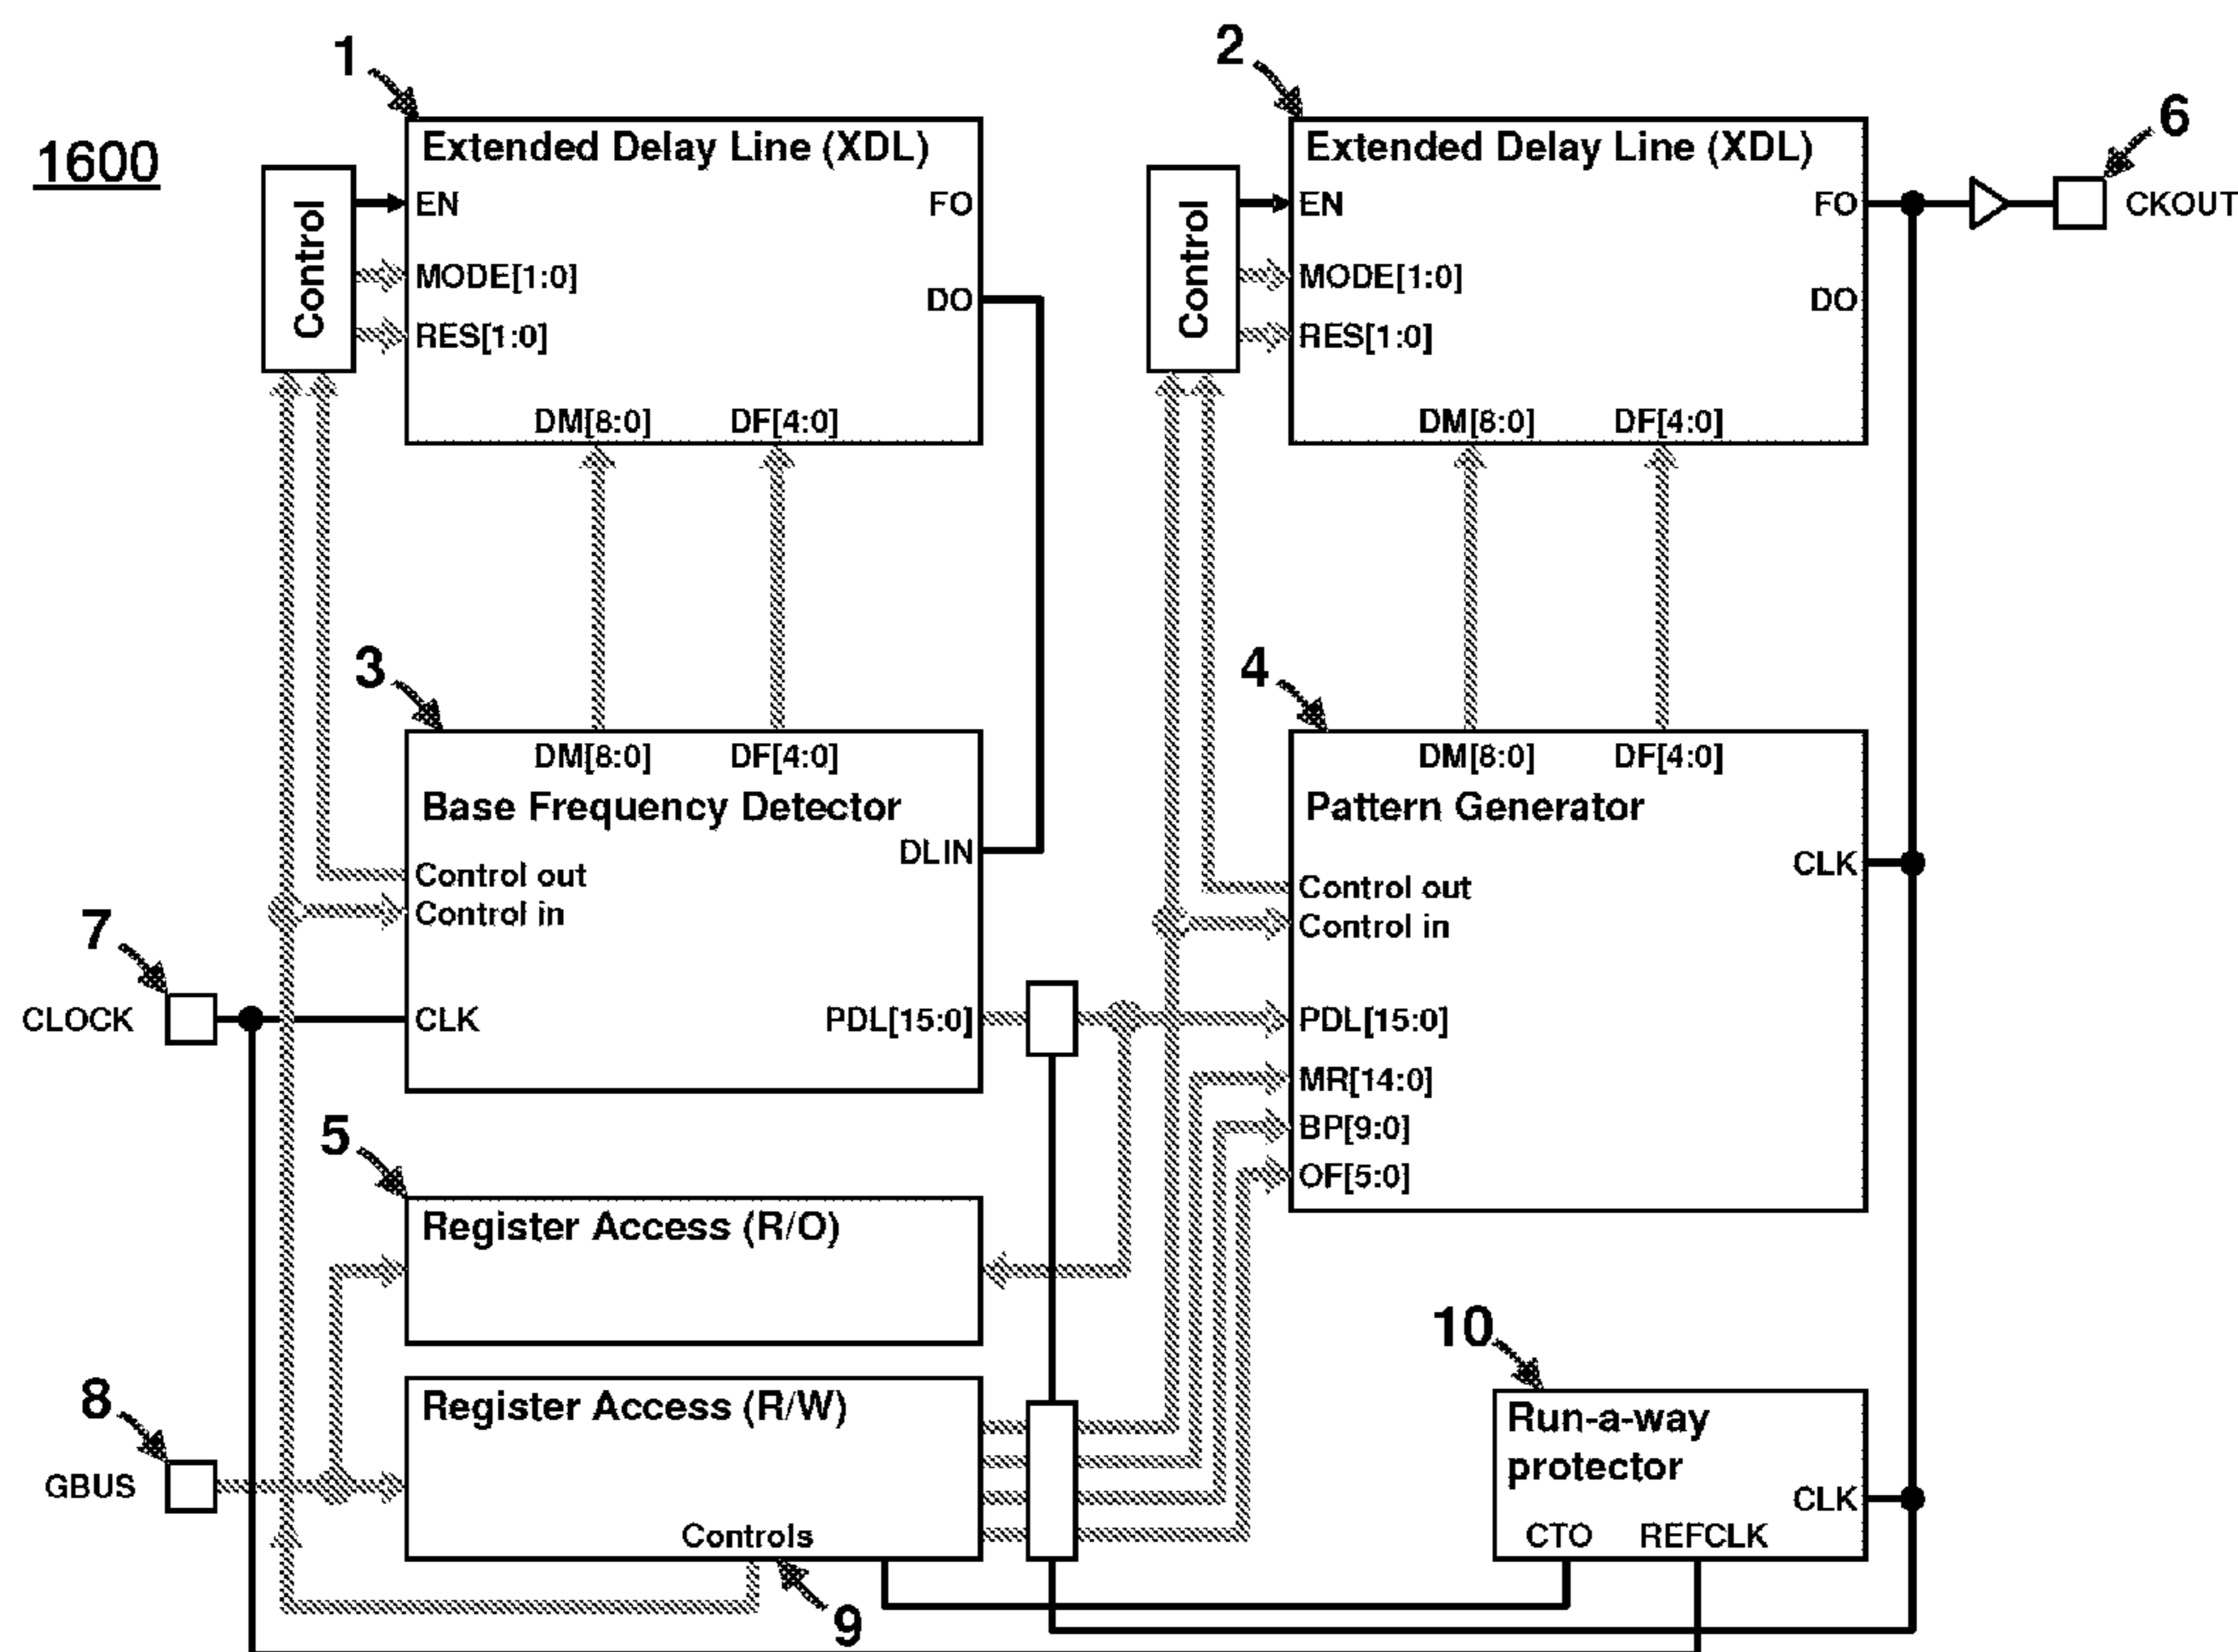 1600
1
Extended Delay Line (XDL)
Control
EN
MODE[1:0]
RES[1:0]
FO
DO
DM[8:0] DF[4:0]
2
Extended Delay Line (XDL)
Control
EN
MODE[1:0]
RES[1:0]
FO
DO
DM[8:0] DF[4:0]
6
CKOUT
3
DM[8:0] DF[4:0]
Base Frequency Detector
DLIN
Control out
Control in
CLK
PDL[15:0]
7
CLOCK
4
DM[8:0] DF[4:0]
Pattern Generator
CLK
Control out
Control in
PDL[15:0]
MR[14:0]
BP[9:0]
OF[5:0]
5
Register Access (R/O)
8
GBUS
Register Access (R/W)
Controls
9
10
Run-a-way
protector
CLK
CTO REFCLK